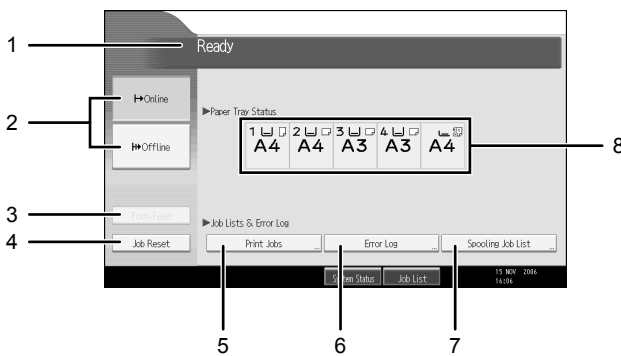 1
Ready
2
Online
Offline
Paper Tray Status
1 2 3 4
A4 A4 A3 A3 A4
8
3
Form Feed
4
Job Reset
Job Lists & Error Log
Print Jobs
Error Log
Spooling Job List
System Status
Job List
15 NOV 2006
16:06
5 6 7